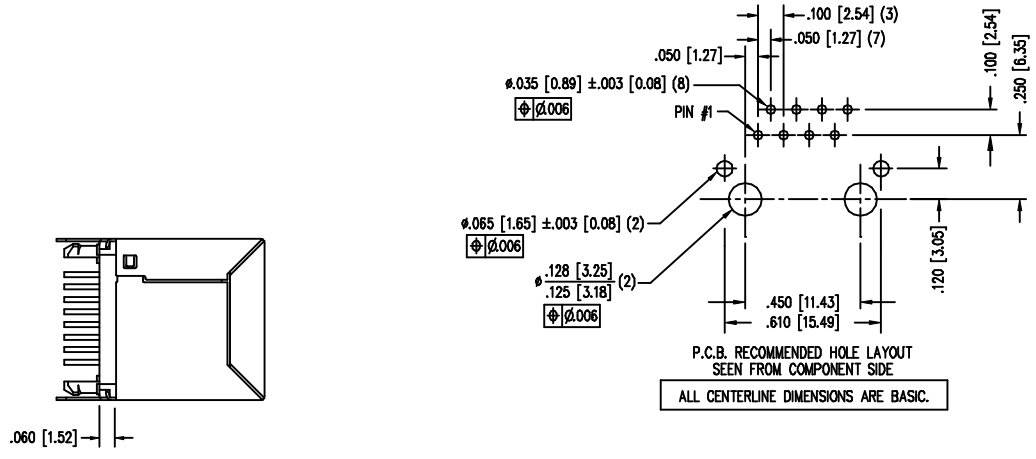 .100 [2.54] (3)
.050 [1.27] (7)
.050 [1.27]
.100 [2.54]
.250 [6.35]
ø.035 [0.89] ±.003 [0.08] (8)
⌖ Ø.006
PIN #1
ø.065 [1.65] ±.003 [0.08] (2)
⌖ Ø.006
ø .128 [3.25]
.125 [3.18] (2)
⌖ Ø.006
.120 [3.05]
.450 [11.43]
.610 [15.49]
P.C.B. RECOMMENDED HOLE LAYOUT
SEEN FROM COMPONENT SIDE
ALL CENTERLINE DIMENSIONS ARE BASIC.
.060 [1.52]